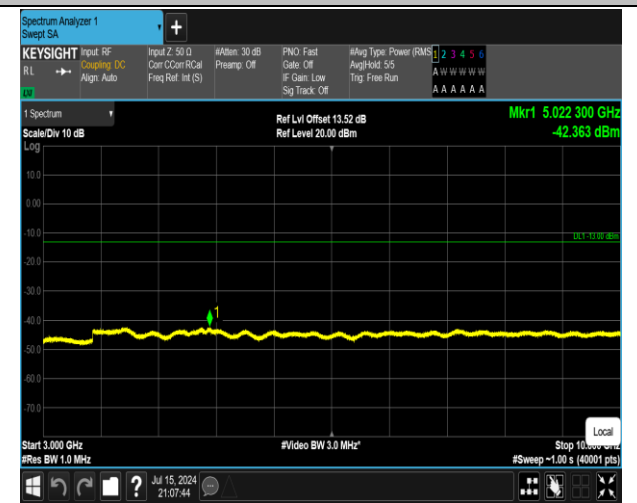 Spectrum Analyzer 1
Swept SA
+
KEYSIGHT Input: RF Input Z: 50 Ω #Atten: 30 dB PNO: Fast #Avg Type: Power (RMS 1 2 3 4 5 6
RL Coupling: DC Corr CCorr RCal Preamp: Off Gate: Off Avg|Hold: 5/5 A W W W W W
Align: Auto Freq Ref: Int (S) IF Gain: Low Trig: Free Run
Sig Track: Off A A A A A A
1 Spectrum Ref Lvl Offset 13.52 dB Mkr1 5.022 300 GHz
Scale/Div 10 dB Ref Level 20.00 dBm -42.363 dBm
Log
10.0
0.00
-10.0 DL1 -13.00 dBm
-20.0
-30.0
-40.0 1
-50.0
-60.0
-70.0
Local
Start 3.000 GHz #Video BW 3.0 MHz* Stop 10.000 GHz
#Res BW 1.0 MHz #Sweep ~1.00 s (40001 pts)
? Jul 15, 2024
21:07:44